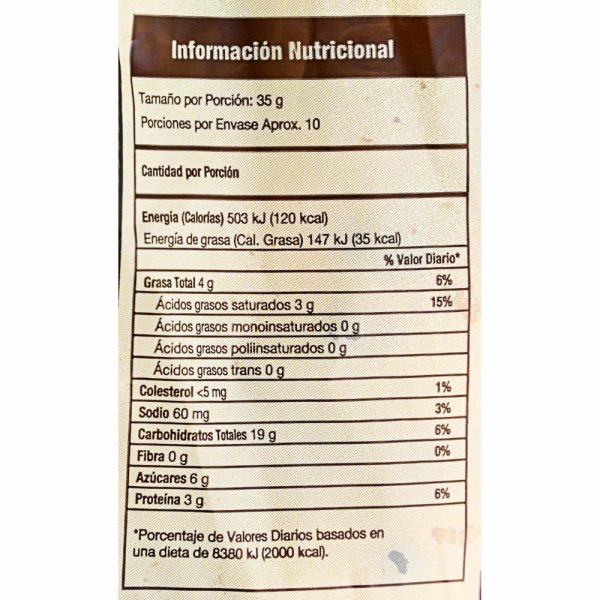 Información Nutricional
Tamaño por Porción: 35 g
Porciones por Envase Aprox. 10
Cantidad por Porción
Energía (Calorías) 503 kJ (120 kcal)
Energía de grasa (Cal. Grasa) 147 kJ (35 kcal)
% Valor Diario*
Grasa Total 4 g 6%
Ácidos grasos saturados 3 g 15%
Ácidos grasos monoinsaturados 0 g
Ácidos grasos poliinsaturados 0 g
Ácidos grasos trans 0 g
Colesterol <5 mg 1%
Sodio 60 mg 3%
Carbohidratos Totales 19 g 6%
Fibra 0 g 0%
Azúcares 6 g
Proteína 3 g 6%
*Porcentaje de Valores Diarios basados en
una dieta de 8380 kJ (2000 kcal).